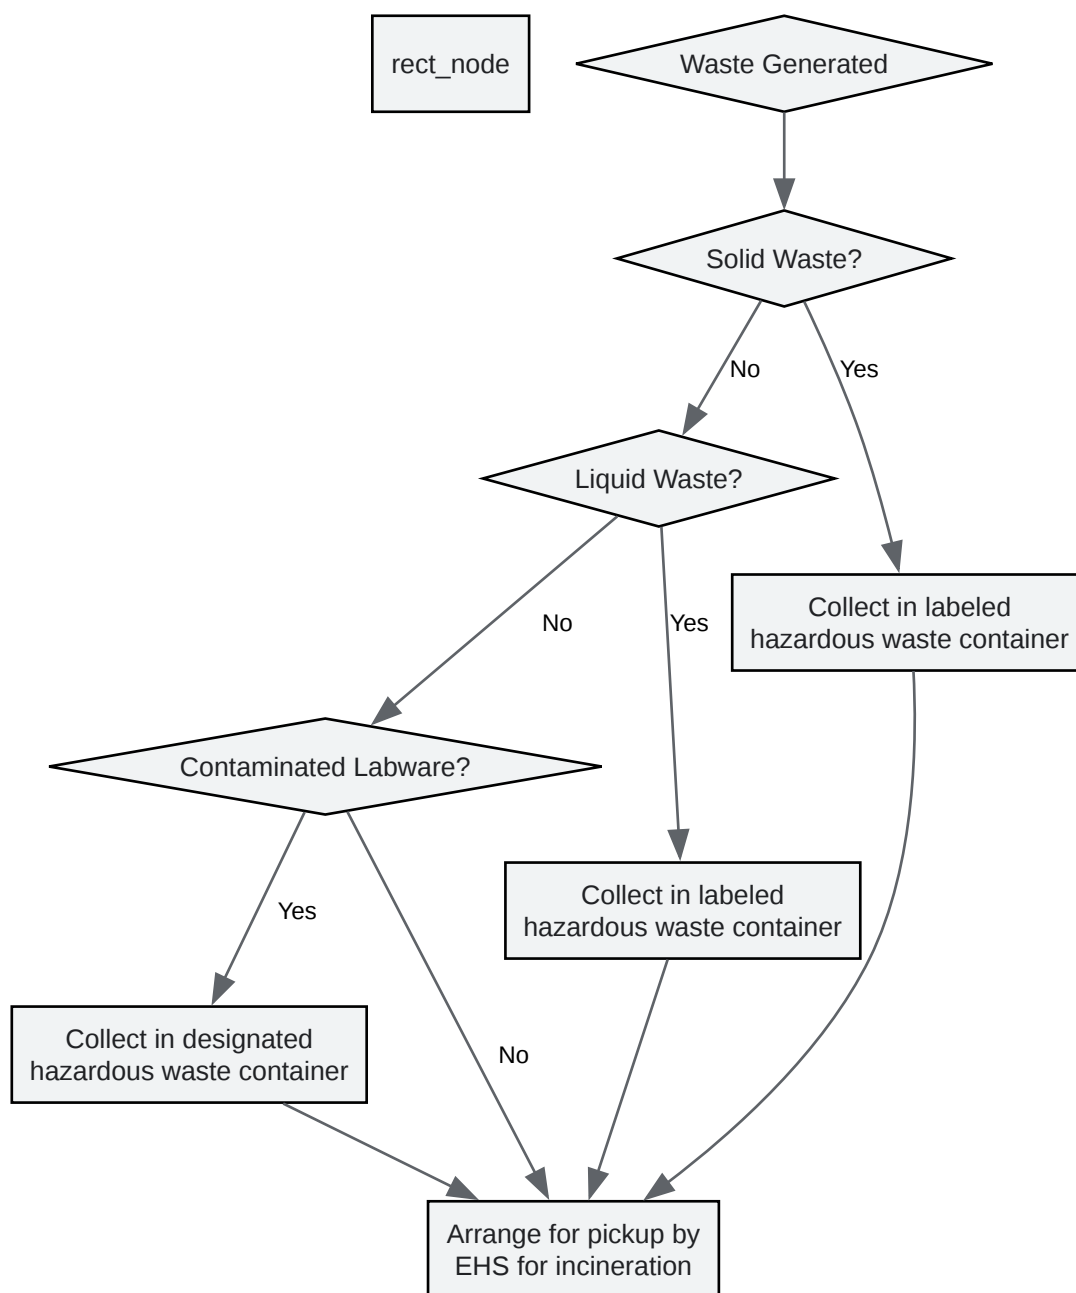 rect_node
Waste Generated
Solid Waste?
No
Yes
Liquid Waste?
No
Yes
Collect in labeled
hazardous waste container
Contaminated Labware?
Yes
No
Collect in labeled
hazardous waste container
Collect in designated
hazardous waste container
Arrange for pickup by
EHS for incineration